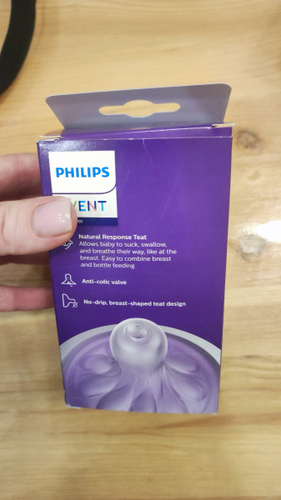 PHILIPS
VENT
Natural Response Teat
Allows baby to suck, swallow,
and breathe their way, like at the
breast. Easy to combine breast
and bottle feeding
Anti-colic valve
No-drip, breast-shaped teat design